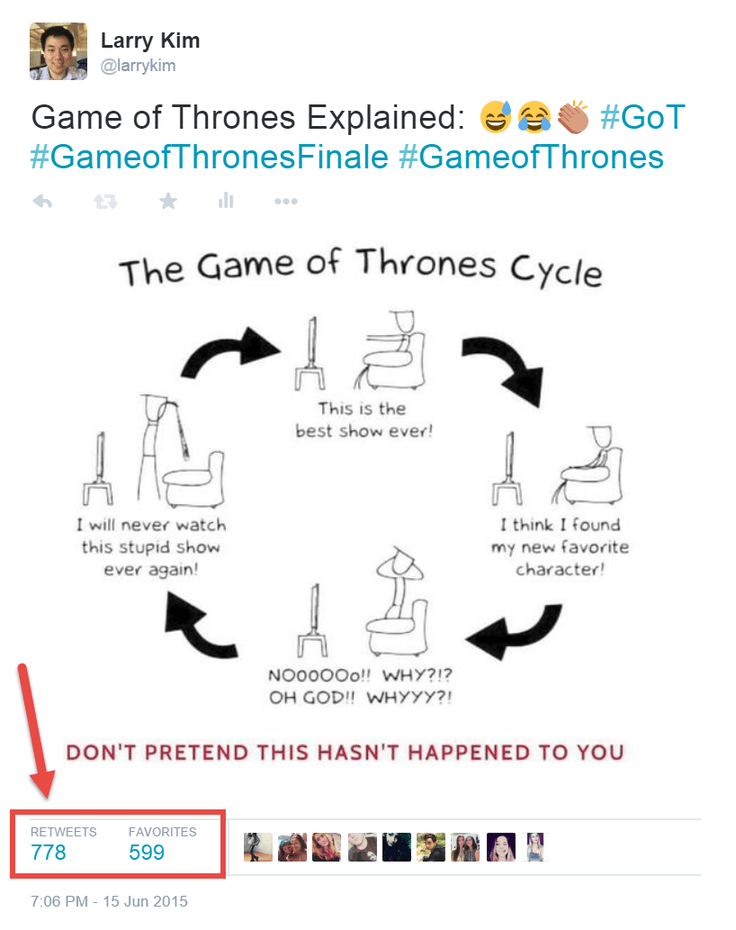 Larry Kim
@larrykim
Game of Thrones Explained: 😅😂👏 #GoT
#GameofThronesFinale #GameofThrones
The Game of Thrones Cycle
This is the
best show ever!
I think I found
my new favorite
character!
NOOOOOo!! WHY?!?
OH GOD!! WHYYY?!
I will never watch
this stupid show
ever again!
DON'T PRETEND THIS HASN'T HAPPENED TO YOU
RETWEETS FAVORITES
778 599
7:06 PM - 15 Jun 2015